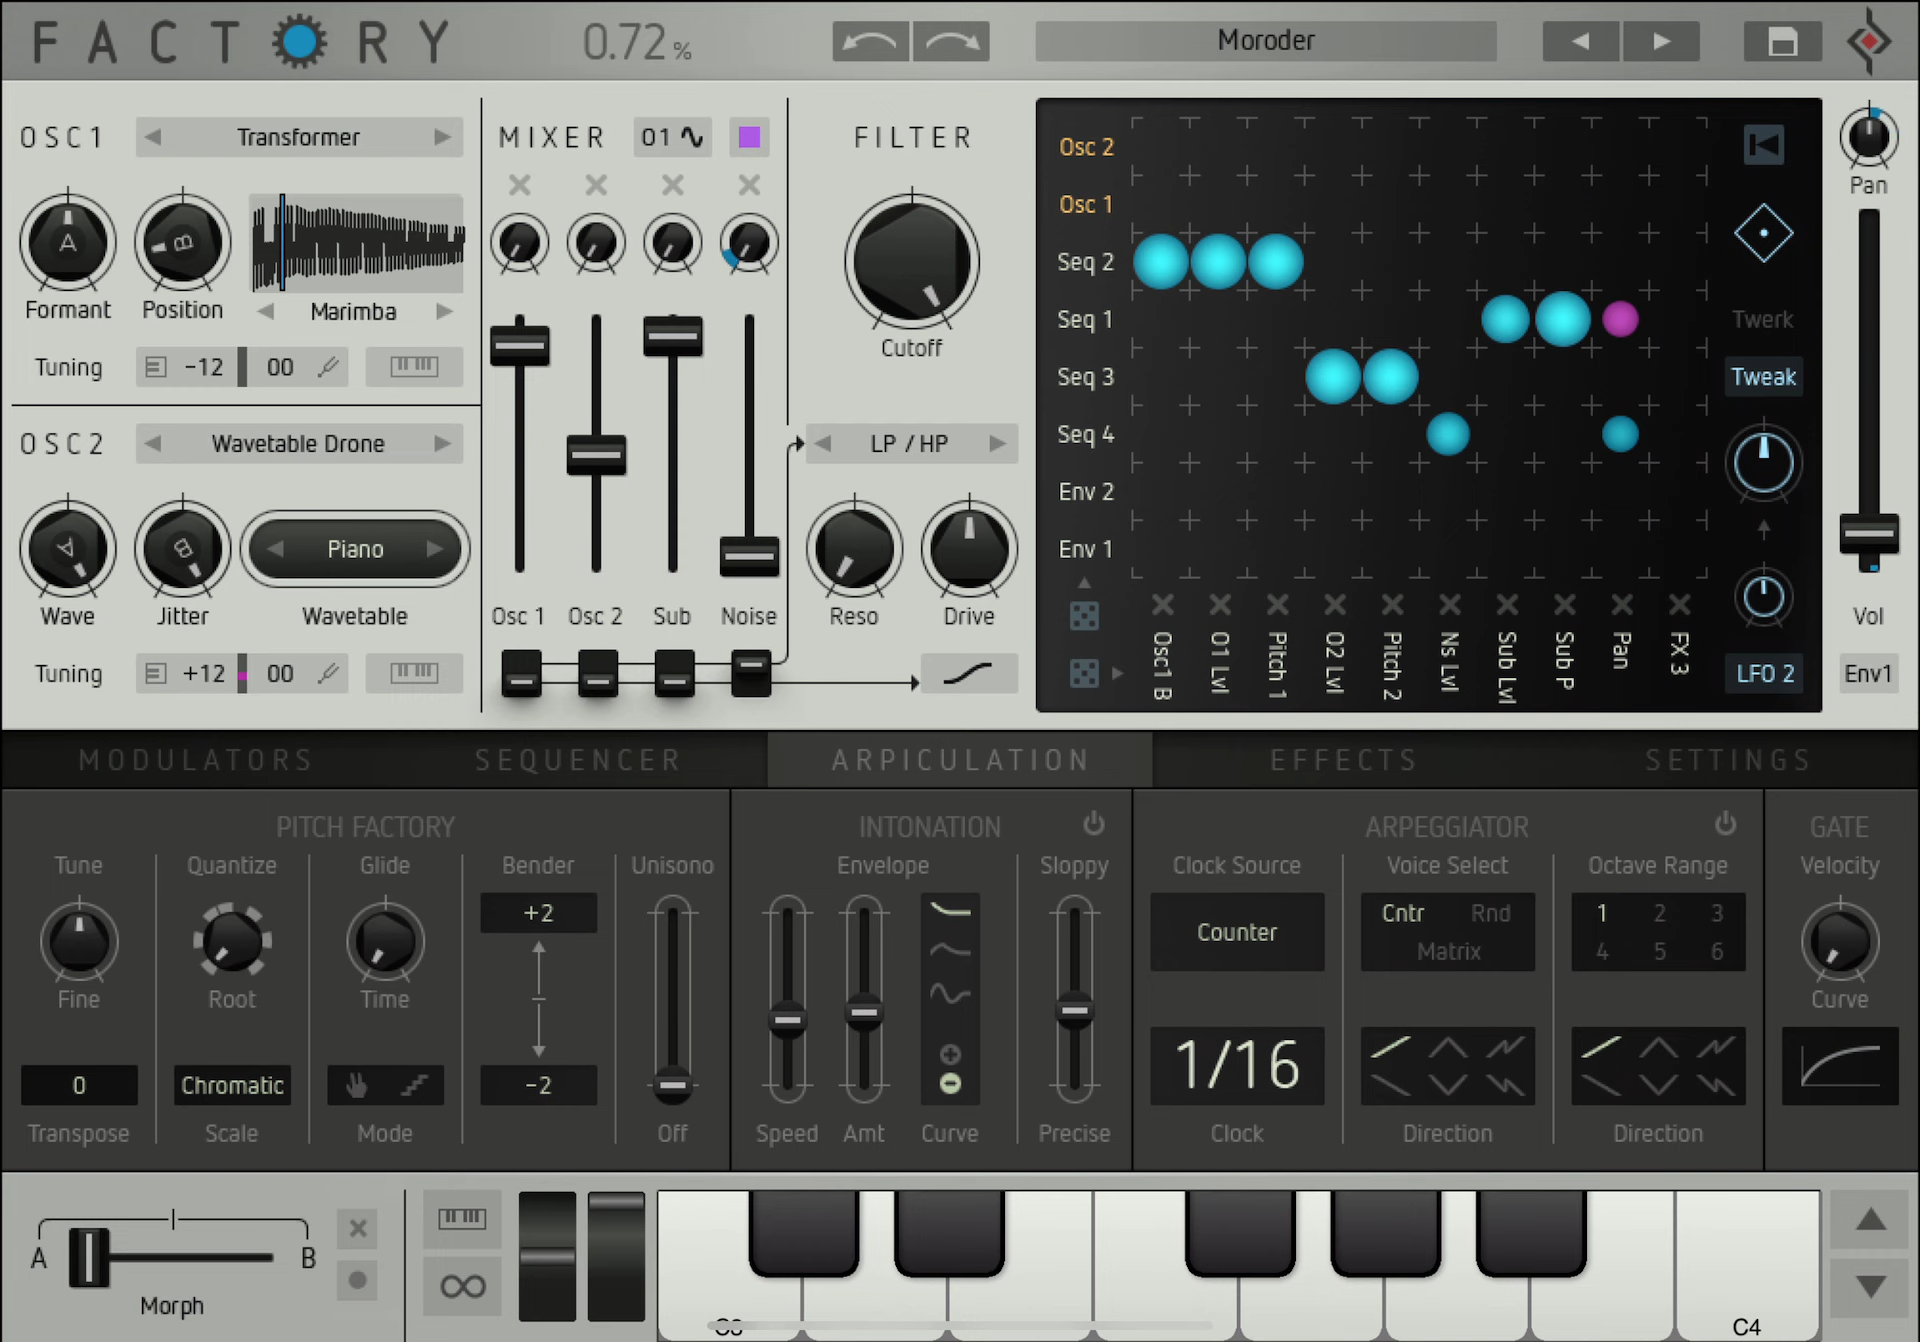 FACTORY 0.72 % Moroder
OSC1 Transformer
A B
Formant Position Marimba
Tuning -12 00
OSC2 Wavetable Drone
A B Piano
Wave Jitter Wavetable
Tuning +12 00
MIXER 01
Osc 1 Osc 2 Sub Noise
FILTER
Cutoff
LP / HP
Reso Drive
Osc 2
Osc 1
Seq 2
Seq 1
Seq 3
Seq 4
Env 2
Env 1
Osc1 B
O1 Lvl
Pitch 1
O2 Lvl
Pitch 2
Ns Lvl
Sub Lvl
Sub P
Pan
FX 3
Twerk
Tweak
LFO 2
Pan
Vol
Env1
MODULATORS SEQUENCER ARPICULATION EFFECTS SETTINGS
PITCH FACTORY
Tune Quantize Glide Bender Unisono
+2
Fine Root Time
0 Chromatic -2
Transpose Scale Mode Off
INTONATION
Envelope Sloppy
Speed Amt Curve Precise
ARPEGGIATOR
Clock Source Voice Select Octave Range
Counter Cntr Rnd 1 2 3
Matrix 4 5 6
1/16
Clock Direction Direction
GATE
Velocity
Curve
A B
Morph
C3 C4